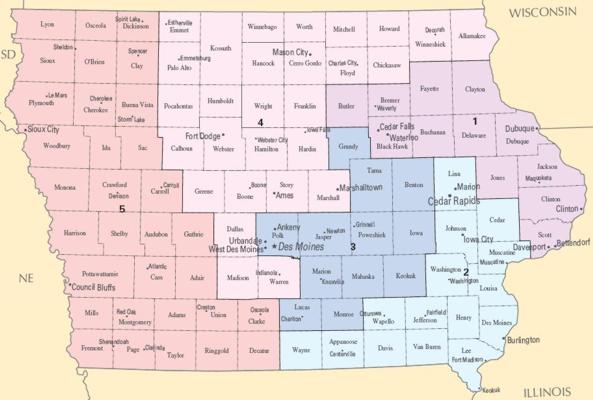 WISCONSIN
SD
NE
ILLINOIS
Lyon
Osceola
Spirit Lake
Dickinson
Estherville
Emmet
Winnebago
Worth
Mitchell
Howard
Decorah
Winneshiek
Allamakee
Sheldon
Sioux
O'Brien
Spencer
Clay
Emmetsburg
Palo Alto
Kossuth
Hancock
Mason City
Cerro Gordo
Charles City
Floyd
Chickasaw
Le Mars
Plymouth
Cherokee
Cherokee
Buena Vista
Storm Lake
Pocahontas
Humboldt
Wright
Franklin
4
Butler
Bremer
Waverly
Fayette
Clayton
1
Sioux City
Woodbury
Ida
Sac
Calhoun
Fort Dodge
Webster
Webster City
Hamilton
Iowa Falls
Hardin
Grundy
Cedar Falls
Waterloo
Black Hawk
Buchanan
Delaware
Dubuque
Dubuque
Monona
Crawford
Denison
Carroll
Carroll
5
Greene
Boone
Boone
Story
Ames
Marshalltown
Marshall
Tama
Benton
Linn
Marion
Cedar Rapids
Jones
Jackson
Maquoketa
Clinton
Clinton
Harrison
Shelby
Audubon
Guthrie
Dallas
Urbandale
West Des Moines
Ankeny
Polk
Des Moines
Newton
Jasper
Grinnell
Poweshiek
3
Iowa
Johnson
Iowa City
Cedar
Scott
Davenport
Bettendorf
Muscatine
Muscatine
Pottawattamie
Council Bluffs
Atlantic
Cass
Adair
Madison
Indianola
Warren
Marion
Knoxville
Mahaska
Keokuk
Washington
Washington
2
Louisa
Mills
Red Oak
Montgomery
Adams
Creston
Union
Osceola
Clarke
Lucas
Chariton
Monroe
Ottumwa
Wapello
Fairfield
Jefferson
Henry
Des Moines
Burlington
Fremont
Shenandoah
Page
Clarinda
Taylor
Ringgold
Decatur
Wayne
Appanoose
Centerville
Davis
Van Buren
Lee
Fort Madison
Keokuk